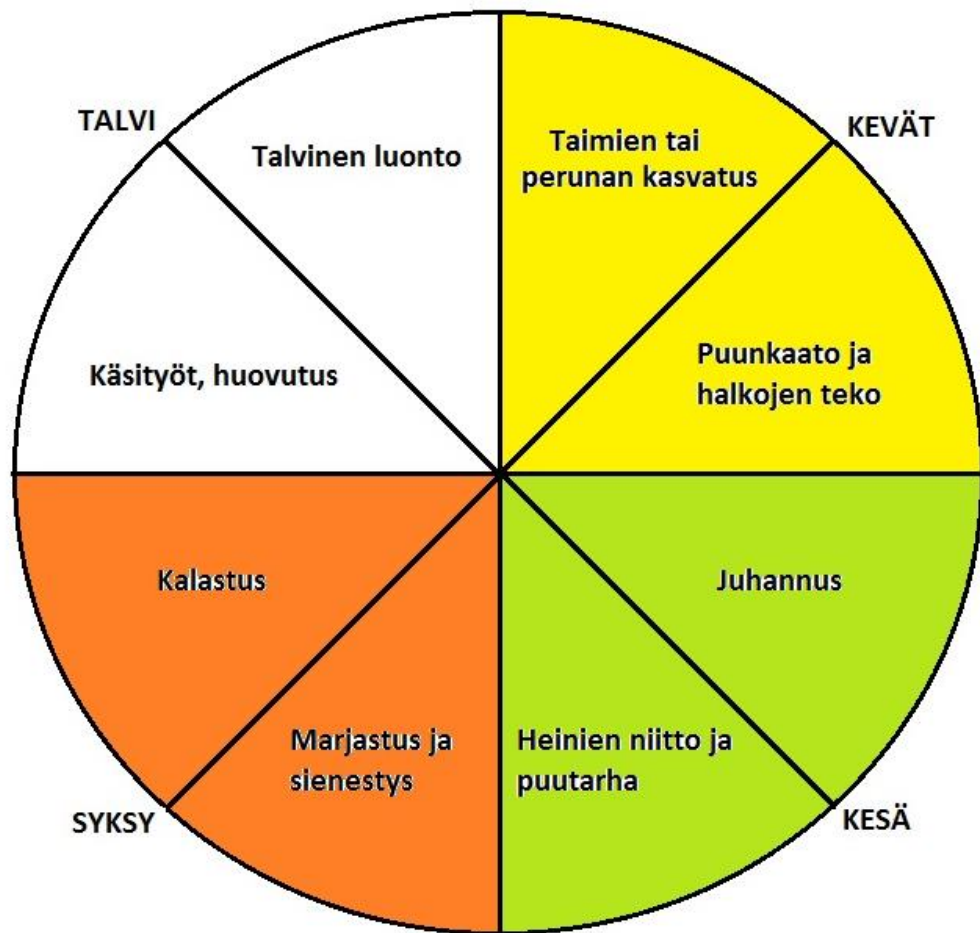 TALVI
Talvinen luonto
Taimien tai
perunan kasvatus
KEVÄT
Käsityöt, huovutus
Puunkaato ja
halkojen teko
Kalastus
Juhannus
Marjastus ja
sienestys
Heinien niitto ja
puutarha
SYKSY
KESÄ